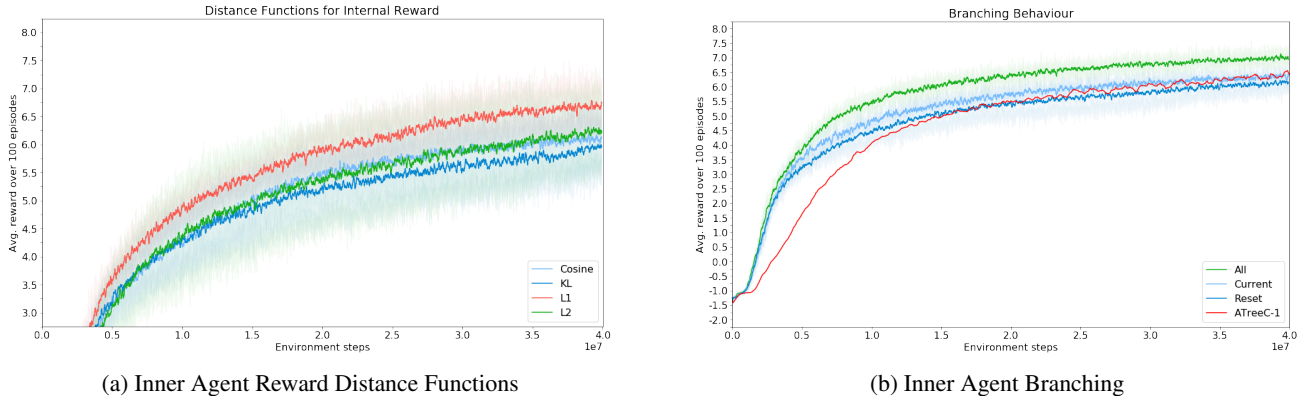 Distance Functions for Internal Reward
8.0
7.5
7.0
6.5
6.0
5.5
5.0
4.5
4.0
3.5
3.0
Avg. reward over 100 episodes
Cosine
KL
L1
L2
0.0 0.5 1.0 1.5 2.0 2.5 3.0 3.5 4.0
Environment steps
1e7
(a) Inner Agent Reward Distance Functions
Branching Behaviour
8.0
7.5
7.0
6.5
6.0
5.5
5.0
4.5
4.0
3.5
3.0
2.5
2.0
1.5
1.0
0.5
0.0
-0.5
-1.0
-1.5
-2.0
Avg. reward over 100 episodes
All
Current
Reset
ATreeC-1
0.0 0.5 1.0 1.5 2.0 2.5 3.0 3.5 4.0
Environment steps
1e7
(b) Inner Agent Branching